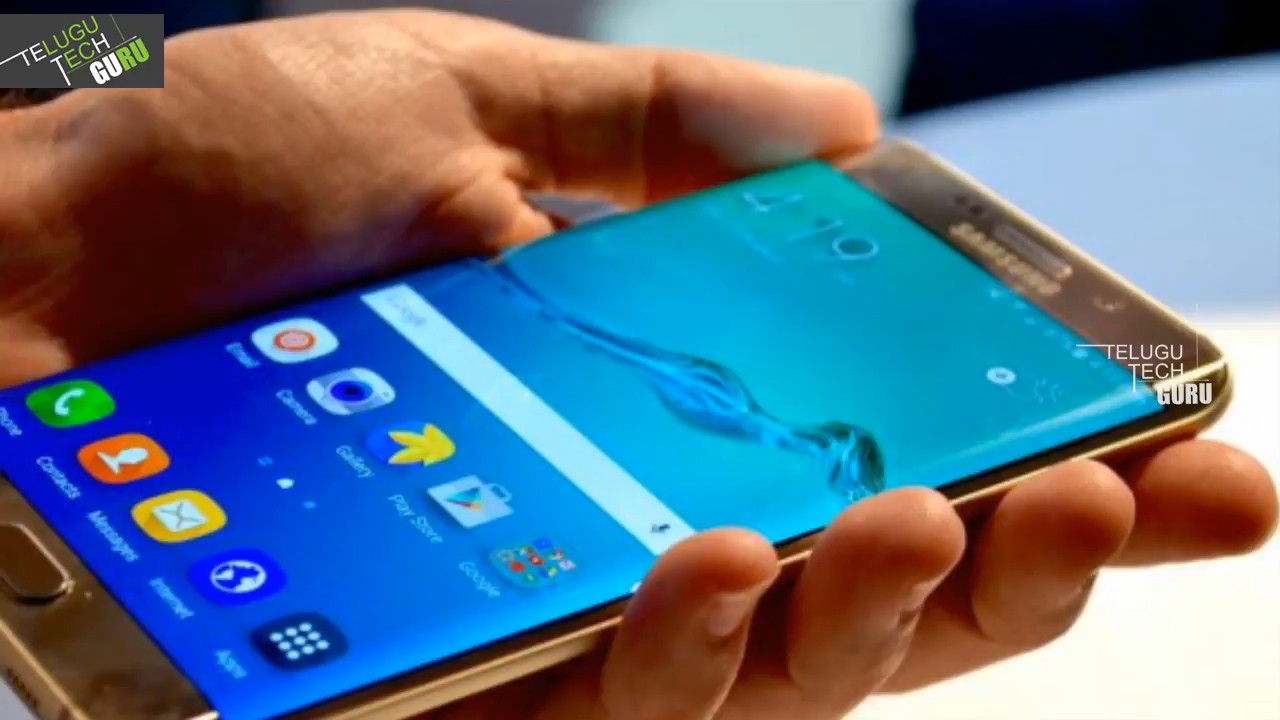 TELUGU
TECH
GURU
4 19
SAMSUNG
Google
Email
Camera
Gallery
Play Store
Google
Phone
Contacts
Messages
Internet
Apps
TELUGU
TECH
GURU